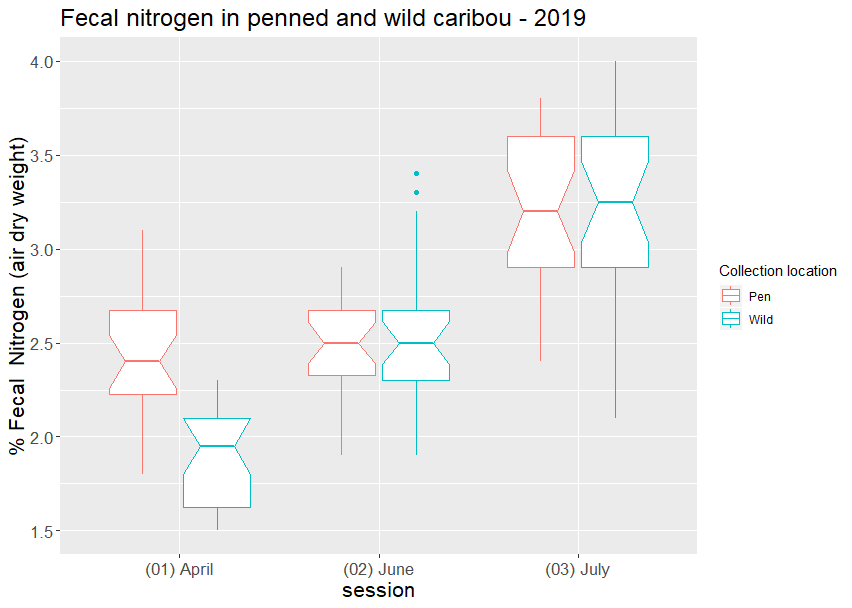 Fecal nitrogen in penned and wild caribou - 2019
% Fecal  Nitrogen (air dry weight)
4.0
3.5
3.0
2.5
2.0
1.5
(01) April
(02) June
(03) July
session
Collection location
Pen
Wild